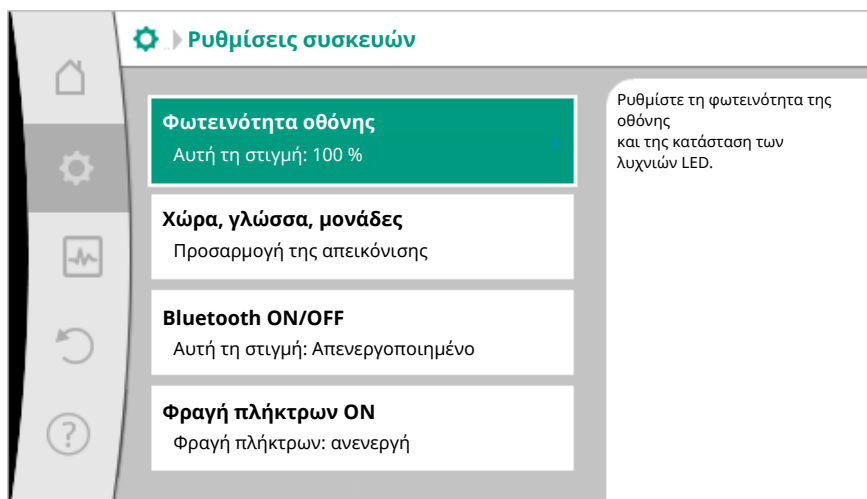 Ρυθμίσεις συσκευών
Φωτεινότητα οθόνης
Αυτή τη στιγμή: 100 %
Χώρα, γλώσσα, μονάδες
Προσαρμογή της απεικόνισης
Bluetooth ON/OFF
Αυτή τη στιγμή: Απενεργοποιημένο
Φραγή πλήκτρων ON
Φραγή πλήκτρων: ανενεργή
Ρυθμίστε τη φωτεινότητα της
οθόνης
και της κατάσταση των
λυχνιών LED.